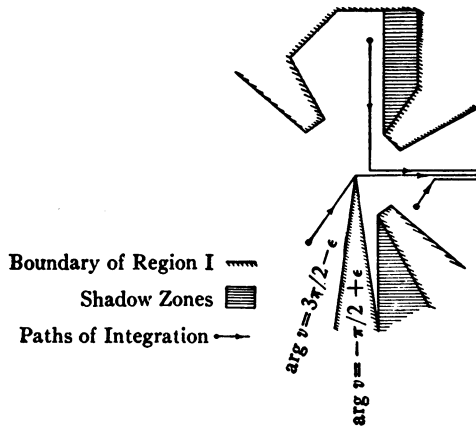 Boundary of Region I
Shadow Zones
Paths of Integration
arg v = 3π/2 − ϵ
arg v = −π/2 + ϵ